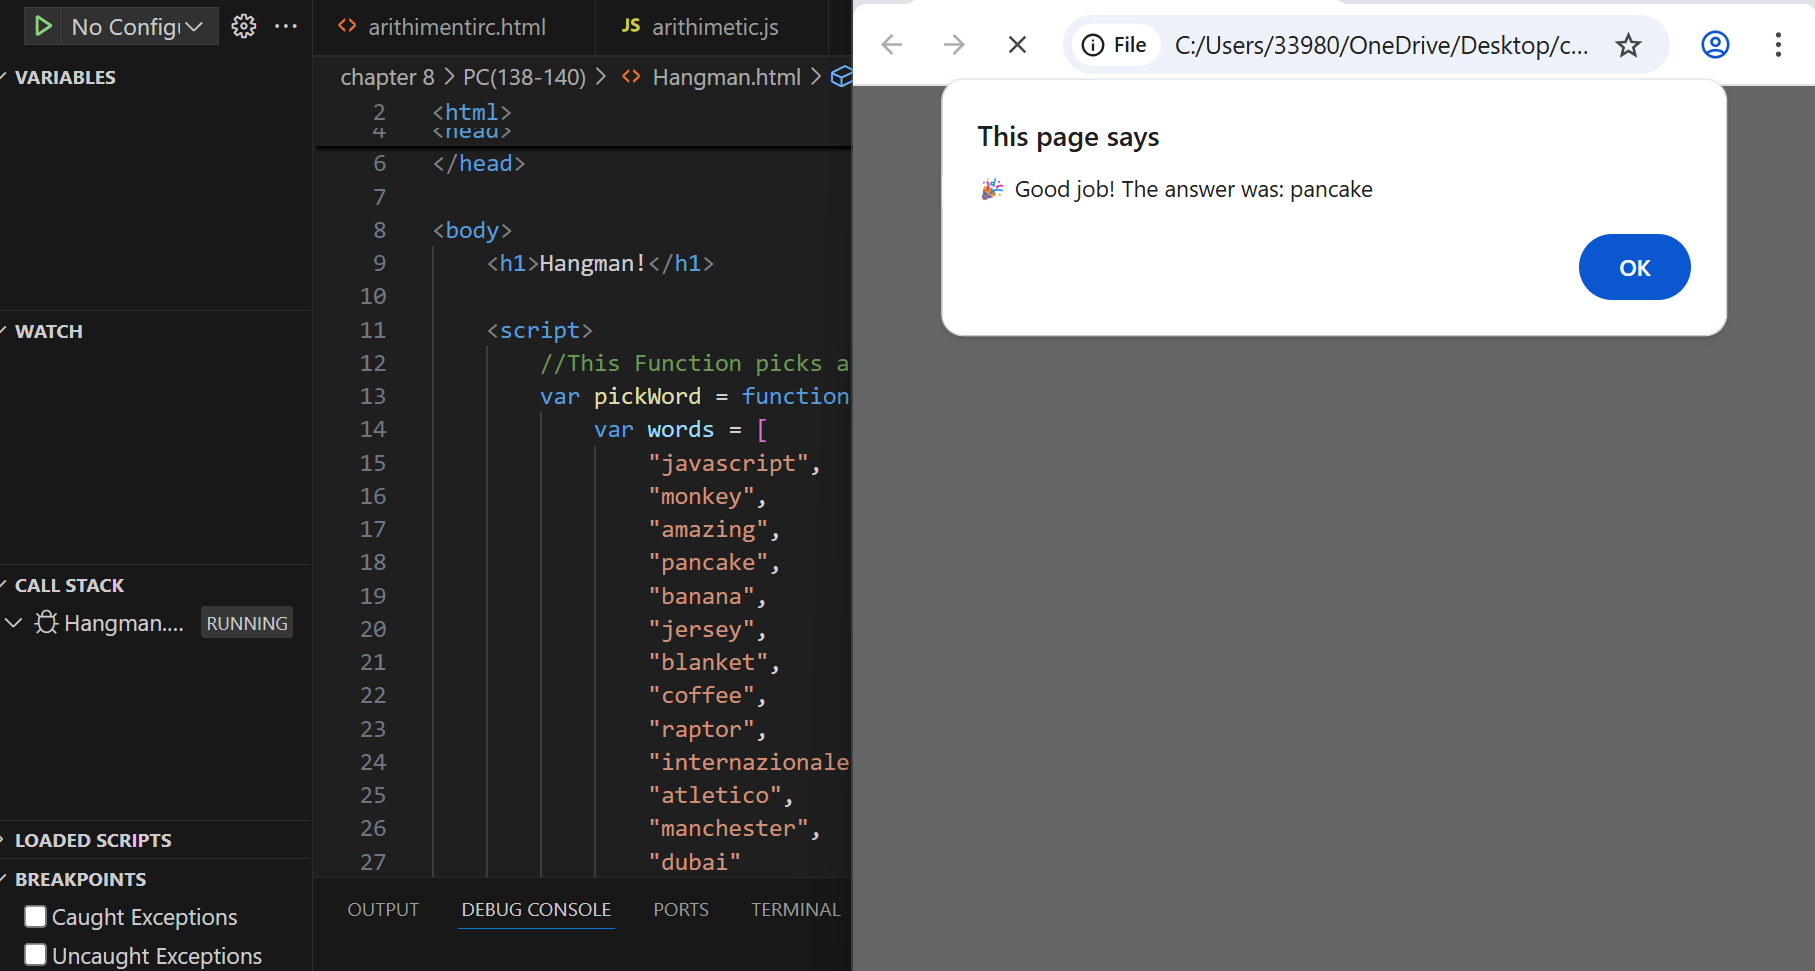 No Config
VARIABLES
WATCH
CALL STACK
Hangman....
RUNNING
LOADED SCRIPTS
BREAKPOINTS
Caught Exceptions
Uncaught Exceptions
arithimentirc.html
JS arithimetic.js
chapter 8 > PC(138-140) > <> Hangman.html >
2 <html>
4 <head>
6 </head>
7
8 <body>
9 <h1>Hangman!</h1>
10
11 <script>
12 //This Function picks a
13 var pickWord = function
14 var words = [
15 "javascript",
16 "monkey",
17 "amazing",
18 "pancake",
19 "banana",
20 "jersey",
21 "blanket",
22 "coffee",
23 "raptor",
24 "internazionale
25 "atletico",
26 "manchester",
27 "dubai"
OUTPUT DEBUG CONSOLE PORTS TERMINAL
File C:/Users/33980/OneDrive/Desktop/c...
This page says
🎉 Good job! The answer was: pancake
OK